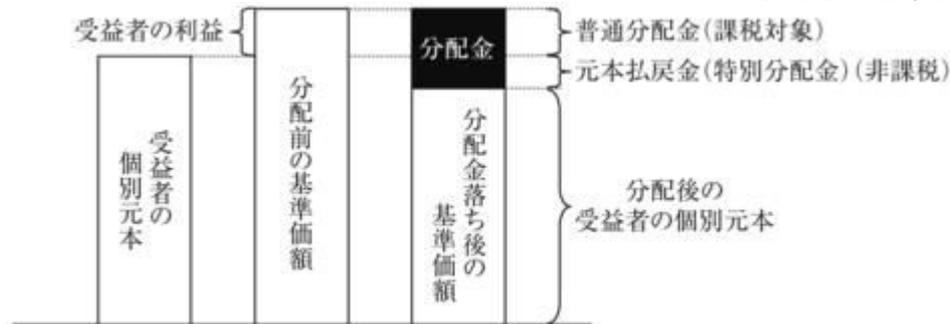 受益者の利益
受益者の
個別元本
分配前の基準価額
分配金
分配金落ち後の
基準価額
普通分配金(課税対象)
元本払戻金(特別分配金)(非課税)
分配後の
受益者の個別元本